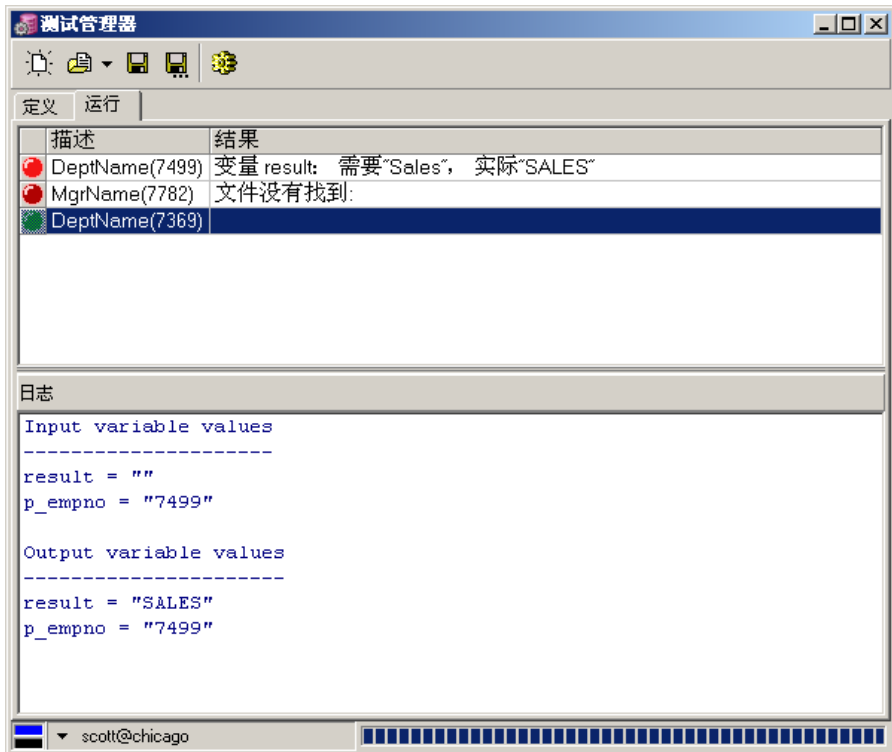 测试管理器
定义 运行
描述 结果
DeptName(7499) 变量 result: 需要"Sales", 实际"SALES"
MgrName(7782) 文件没有找到:
DeptName(7369)
日志
Input variable values
---------------------
result = ""
p_empno = "7499"
Output variable values
----------------------
result = "SALES"
p_empno = "7499"
scott@chicago